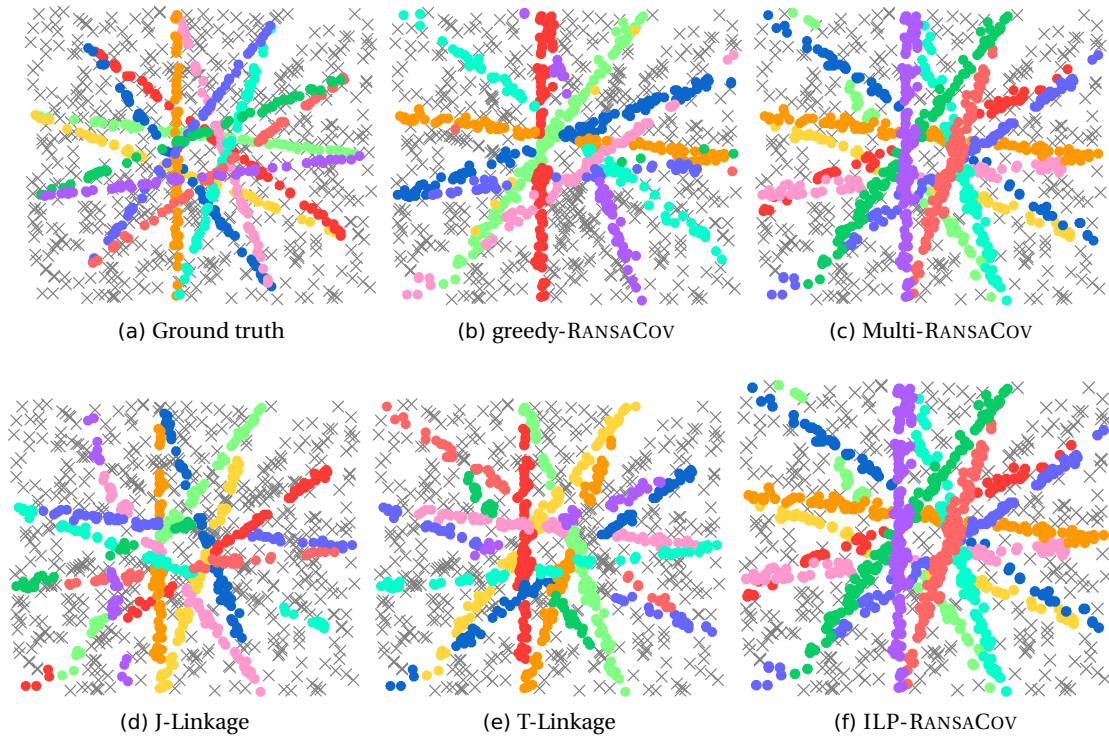 (a) Ground truth
(b) greedy-RANSACOV
(c) Multi-RANSACOV
(d) J-Linkage
(e) T-Linkage
(f) ILP-RANSACOV